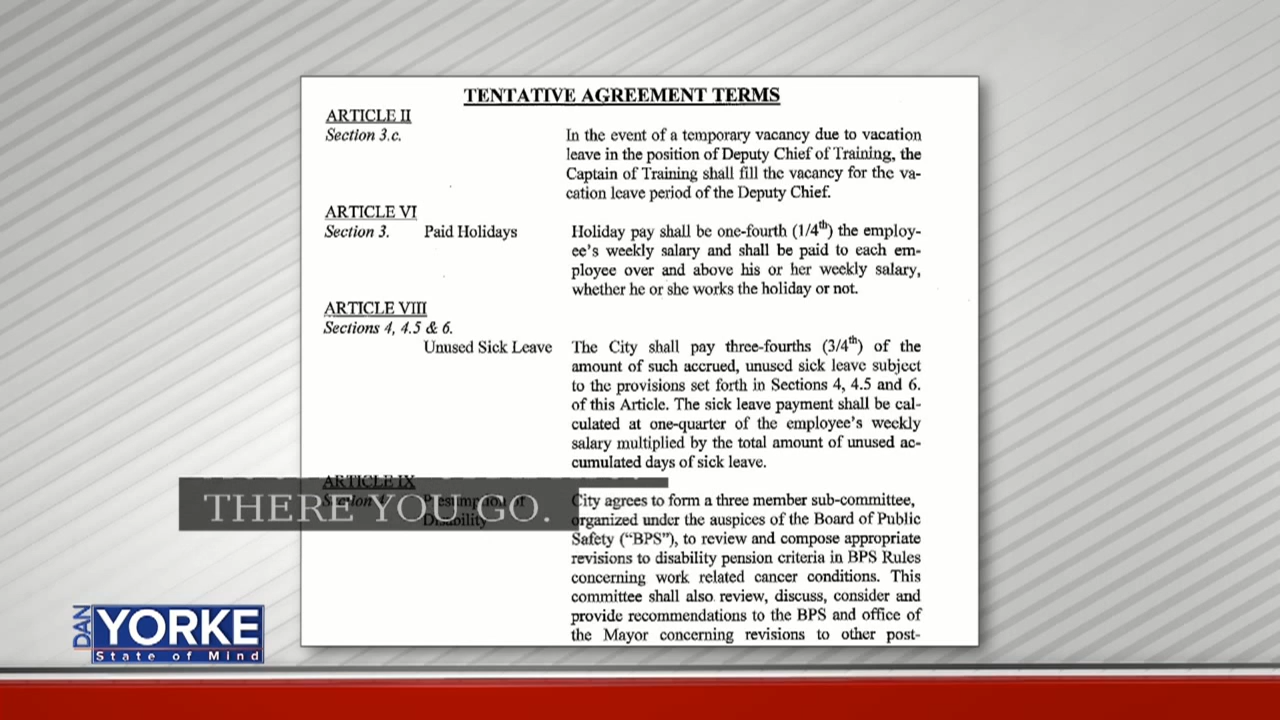 TENTATIVE AGREEMENT TERMS
ARTICLE II
Section 3.c.
In the event of a temporary vacancy due to vacation
leave in the position of Deputy Chief of Training, the
Captain of Training shall fill the vacancy for the va-
cation leave period of the Deputy Chief.
ARTICLE VI
Section 3. Paid Holidays
Holiday pay shall be one-fourth (1/4th) the employ-
ee's weekly salary and shall be paid to each em-
ployee over and above his or her weekly salary,
whether he or she works the holiday or not.
ARTICLE VIII
Sections 4, 4.5 & 6.
Unused Sick Leave
The City shall pay three-fourths (3/4th) of the
amount of such accrued, unused sick leave subject
to the provisions set forth in Sections 4, 4.5 and 6.
of this Article. The sick leave payment shall be cal-
culated at one-quarter of the employee's weekly
salary multiplied by the total amount of unused ac-
cumulated days of sick leave.
ARTICLE IX
Section Presumption of
Disability
City agrees to form a three member sub-committee,
organized under the auspices of the Board of Public
Safety ("BPS"), to review and compose appropriate
revisions to disability pension criteria in BPS Rules
concerning work related cancer conditions. This
committee shall also review, discuss, consider and
provide recommendations to the BPS and office of
the Mayor concerning revisions to other post-
THERE YOU GO.
DAN
YORKE
State of Mind